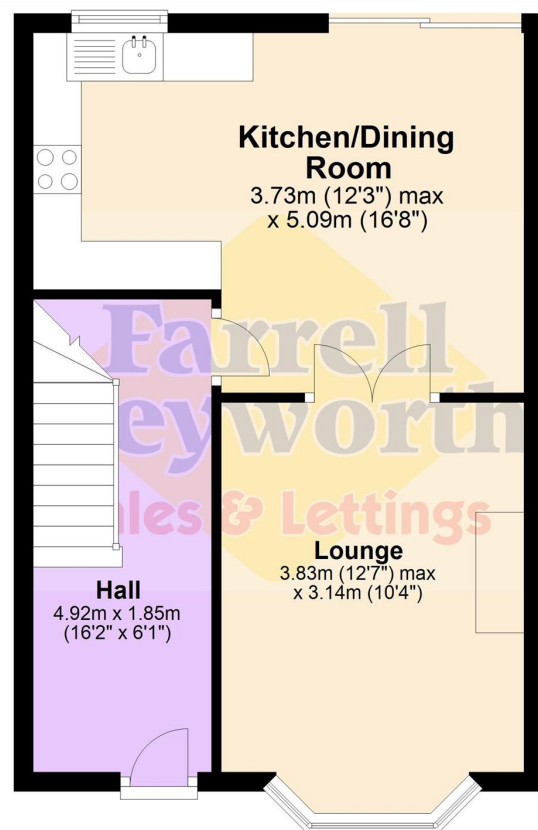 Kitchen/Dining
Room
3.73m (12'3") max
x 5.09m (16'8")
Farrell
eyworth
les & Lettings
Lounge
3.83m (12'7") max
x 3.14m (10'4")
Hall
4.92m x 1.85m
(16'2" x 6'1")